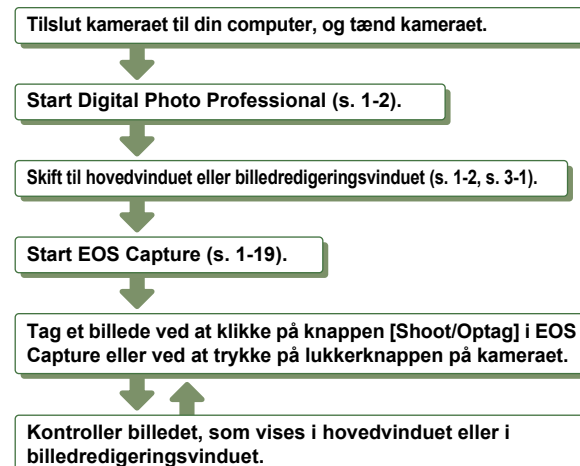 Tilslut kameraet til din computer, og tænd kameraet.
Start Digital Photo Professional (s. 1-2).
Skift til hovedvinduet eller billedredigeringsvinduet (s. 1-2, s. 3-1).
Start EOS Capture (s. 1-19).
Tag et billede ved at klikke på knappen [Shoot/Optag] i EOS
Capture eller ved at trykke på lukkerknappen på kameraet.
Kontroller billedet, som vises i hovedvinduet eller i
billedredigeringsvinduet.